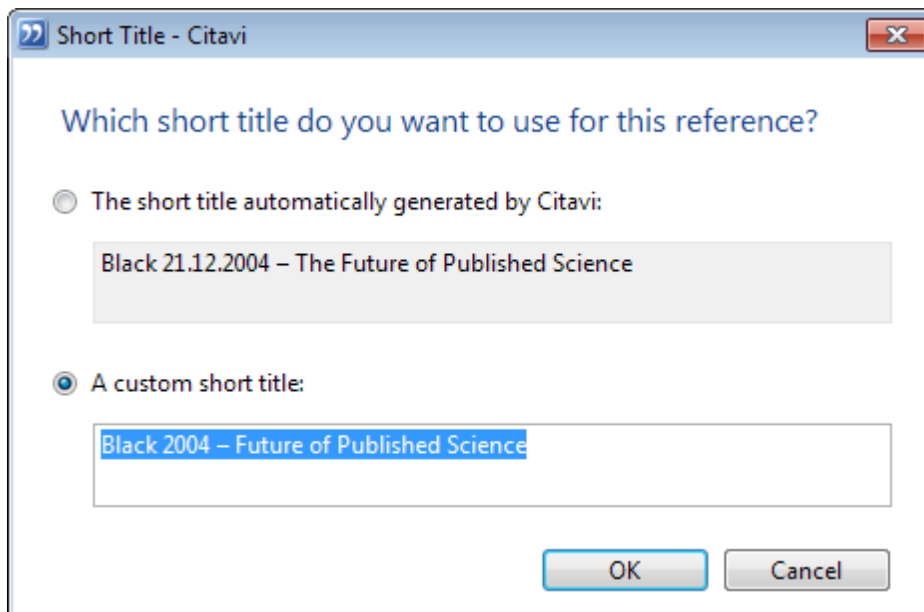 Short Title - Citavi
Which short title do you want to use for this reference?
The short title automatically generated by Citavi:
Black 21.12.2004 – The Future of Published Science
A custom short title:
Black 2004 – Future of Published Science
OK Cancel